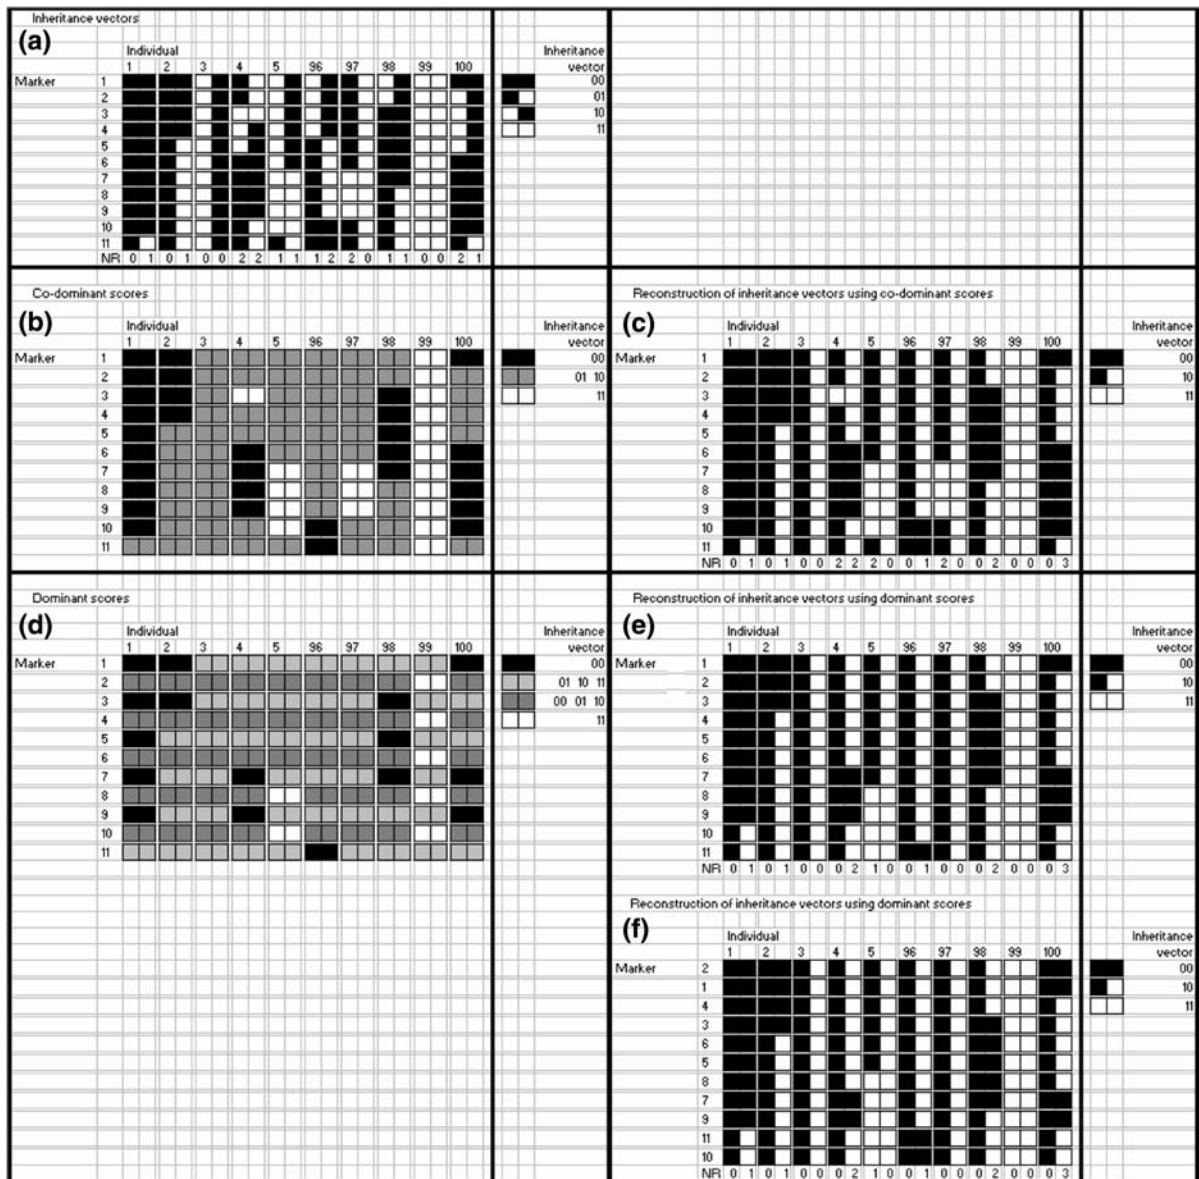 Inheritance vectors
(a)
Individual
Inheritance
1 2 3 4 5 96 97 98 99 100
vector
Marker 1 00
2 01
3 10
4 11
5
6
7
8
9
10
11
NR 0 1 0 1 0 0 2 2 1 1 1 2 2 0 1 1 0 0 2 1
Co-dominant scores
(b)
Individual
Inheritance
1 2 3 4 5 96 97 98 99 100
vector
Marker 1 00
2 01 10
3 11
4
5
6
7
8
9
10
11
Reconstruction of inheritance vectors using co-dominant scores
(c)
Individual
Inheritance
1 2 3 4 5 96 97 98 99 100
vector
Marker 1 00
2 10
3 11
4
5
6
7
8
9
10
11
NR 0 1 0 1 0 0 2 2 2 0 0 1 2 0 0 2 0 0 0 3
Dominant scores
(d)
Individual
Inheritance
1 2 3 4 5 96 97 98 99 100
vector
Marker 1 00
2 01 10 11
3 00 01 10
4 11
5
6
7
8
9
10
11
Reconstruction of inheritance vectors using dominant scores
(e)
Individual
Inheritance
1 2 3 4 5 96 97 98 99 100
vector
Marker 1 00
2 10
3 11
4
5
6
7
8
9
10
11
NR 0 1 0 1 0 0 0 2 1 0 0 1 0 0 0 2 0 0 0 3
Reconstruction of inheritance vectors using dominant scores
(f)
Individual
Inheritance
1 2 3 4 5 96 97 98 99 100
vector
Marker 2 00
1 10
4 11
3
6
5
8
7
9
11
10
NR 0 1 0 1 0 0 0 2 1 0 0 1 0 0 0 2 0 0 0 3